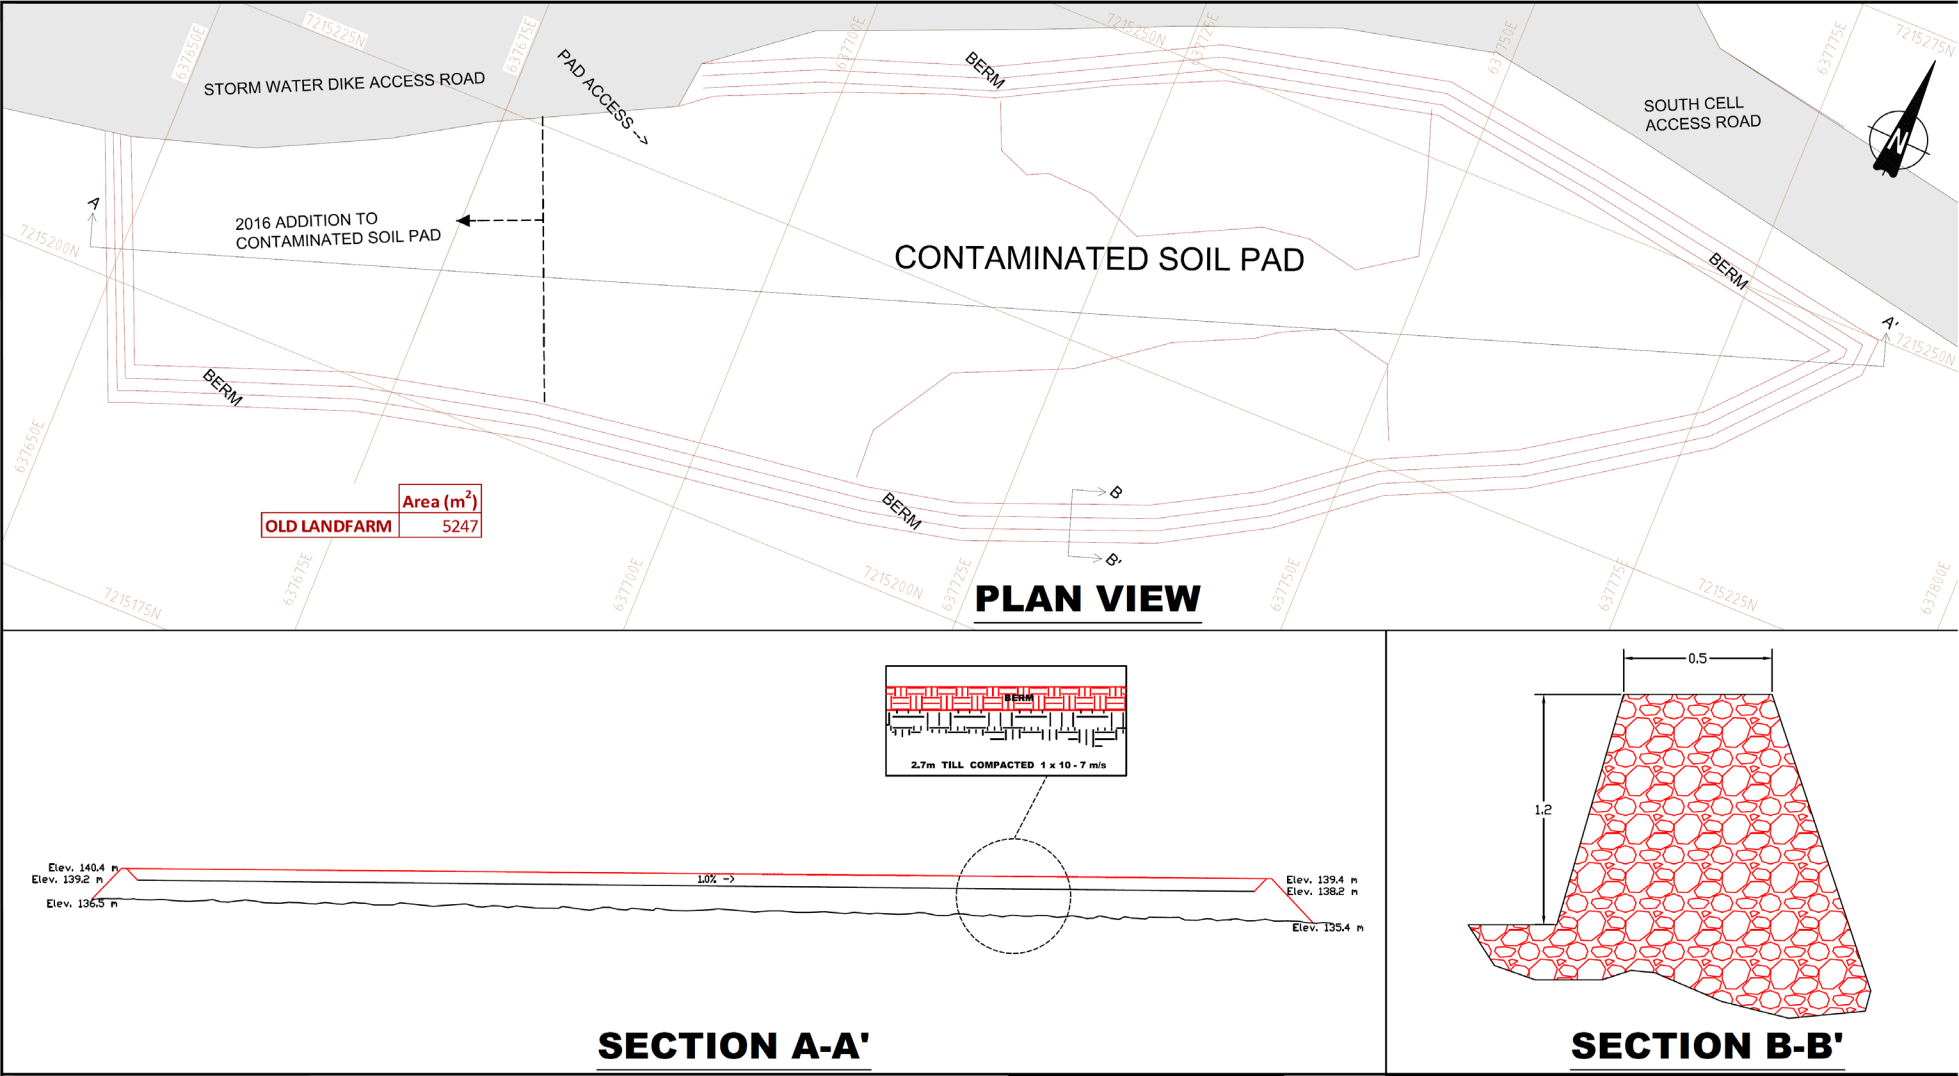 637650E
7215225N
637675E
637700E
7215250N
637725E
637750E
637775E
7215275N
STORM WATER DIKE ACCESS ROAD
PAD ACCESS -->
BERM
SOUTH CELL
ACCESS ROAD
N
A
2016 ADDITION TO
CONTAMINATED SOIL PAD
7215200N
CONTAMINATED SOIL PAD
BERM
A'
7215250N
BERM
637650E
Area (m²)
OLD LANDFARM 5247
BERM
B
B'
7215175N
637675E
637700E
7215200N
637725E
637750E
637775E
7215225N
637800E
PLAN VIEW
BERM
2.7m TILL COMPACTED 1 x 10 - 7 m/s
Elev. 140.4 m
Elev. 139.2 m
Elev. 136.5 m
1.0% ->
Elev. 139.4 m
Elev. 138.2 m
Elev. 135.4 m
SECTION A-A'
0.5
1.2
SECTION B-B'